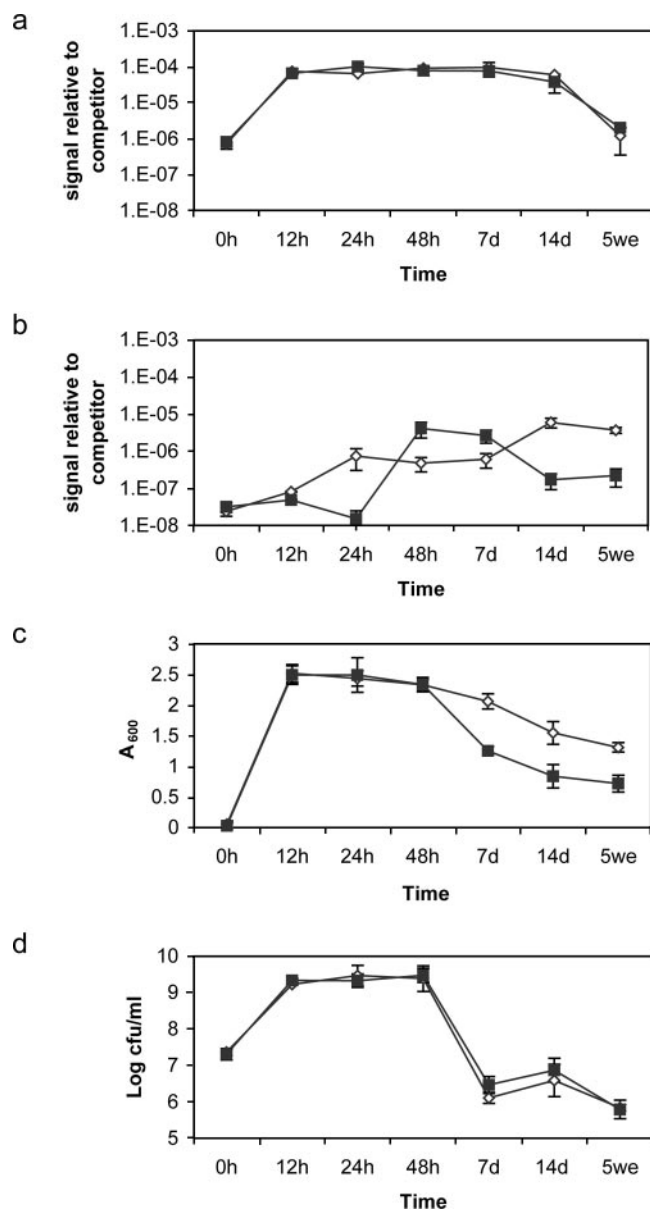 a
signal relative to
competitor
1.E-03
1.E-04
1.E-05
1.E-06
1.E-07
1.E-08
0h 12h 24h 48h 7d 14d 5we
Time
b
signal relative to
competitor
1.E-03
1.E-04
1.E-05
1.E-06
1.E-07
1.E-08
0h 12h 24h 48h 7d 14d 5we
Time
c
A600
3
2.5
2
1.5
1
0.5
0
0h 12h 24h 48h 7d 14d 5we
Time
d
Log cfu/ml
10
9
8
7
6
5
0h 12h 24h 48h 7d 14d 5we
Time